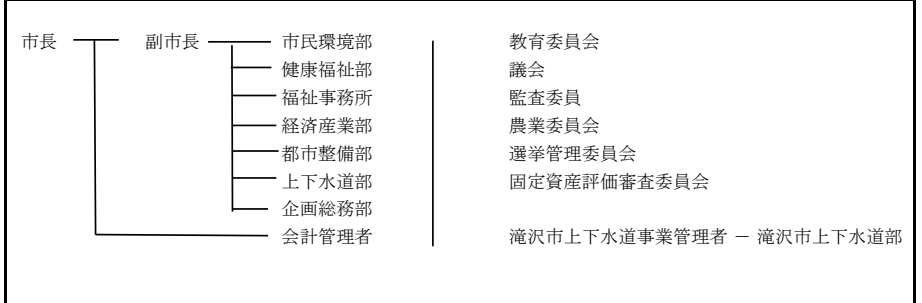 市長 副市長 市民環境部 教育委員会
健康福祉部 議会
福祉事務所 監査委員
経済産業部 農業委員会
都市整備部 選挙管理委員会
上下水道部 固定資産評価審査委員会
企画総務部
会計管理者 滝沢市上下水道事業管理者 － 滝沢市上下水道部